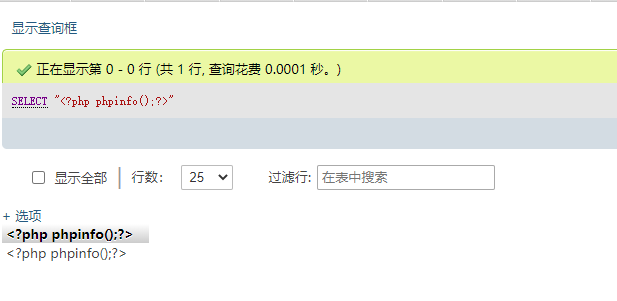 显示查询框
正在显示第 0 - 0 行 (共 1 行, 查询花费 0.0001 秒。)
SELECT "<?php phpinfo();?>"
显示全部 行数: 25 过滤行: 在表中搜索
+ 选项
<?php phpinfo();?>
<?php phpinfo();?>